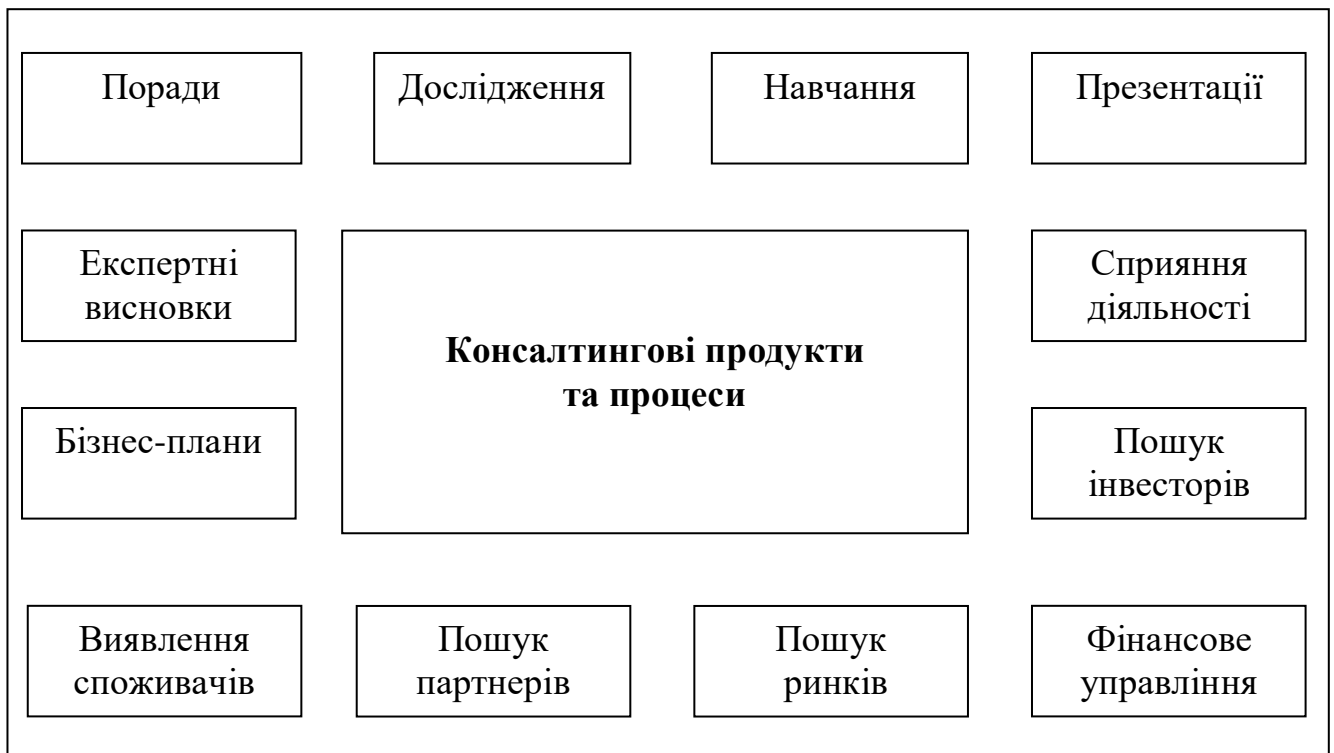 Поради
Дослідження
Навчання
Презентації
Експертні
висновки
Консалтингові продукти
та процеси
Сприяння
діяльності
Бізнес-плани
Пошук
інвесторів
Виявлення
споживачів
Пошук
партнерів
Пошук
ринків
Фінансове
управління